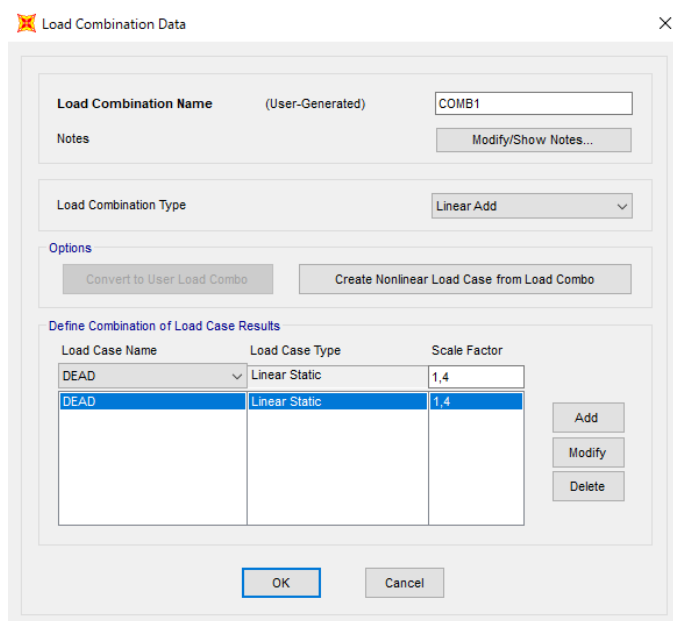 Load Combination Data
Load Combination Name (User-Generated) COMB1
Notes Modify/Show Notes...
Load Combination Type Linear Add
Options
Convert to User Load Combo Create Nonlinear Load Case from Load Combo
Define Combination of Load Case Results
Load Case Name Load Case Type Scale Factor
DEAD Linear Static 1,4
DEAD Linear Static 1,4
Add
Modify
Delete
OK Cancel